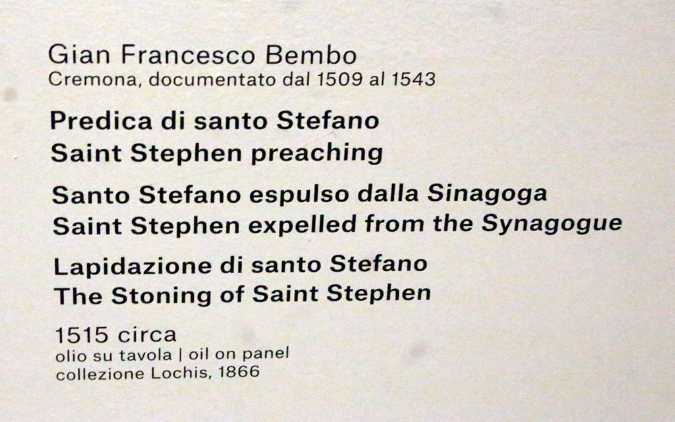 Gian Francesco Bembo
Cremona, documentato dal 1509 al 1543
Predica di santo Stefano
Saint Stephen preaching
Santo Stefano espulso dalla Sinagoga
Saint Stephen expelled from the Synagogue
Lapidazione di santo Stefano
The Stoning of Saint Stephen
1515 circa
olio su tavola | oil on panel
collezione Lochis, 1866